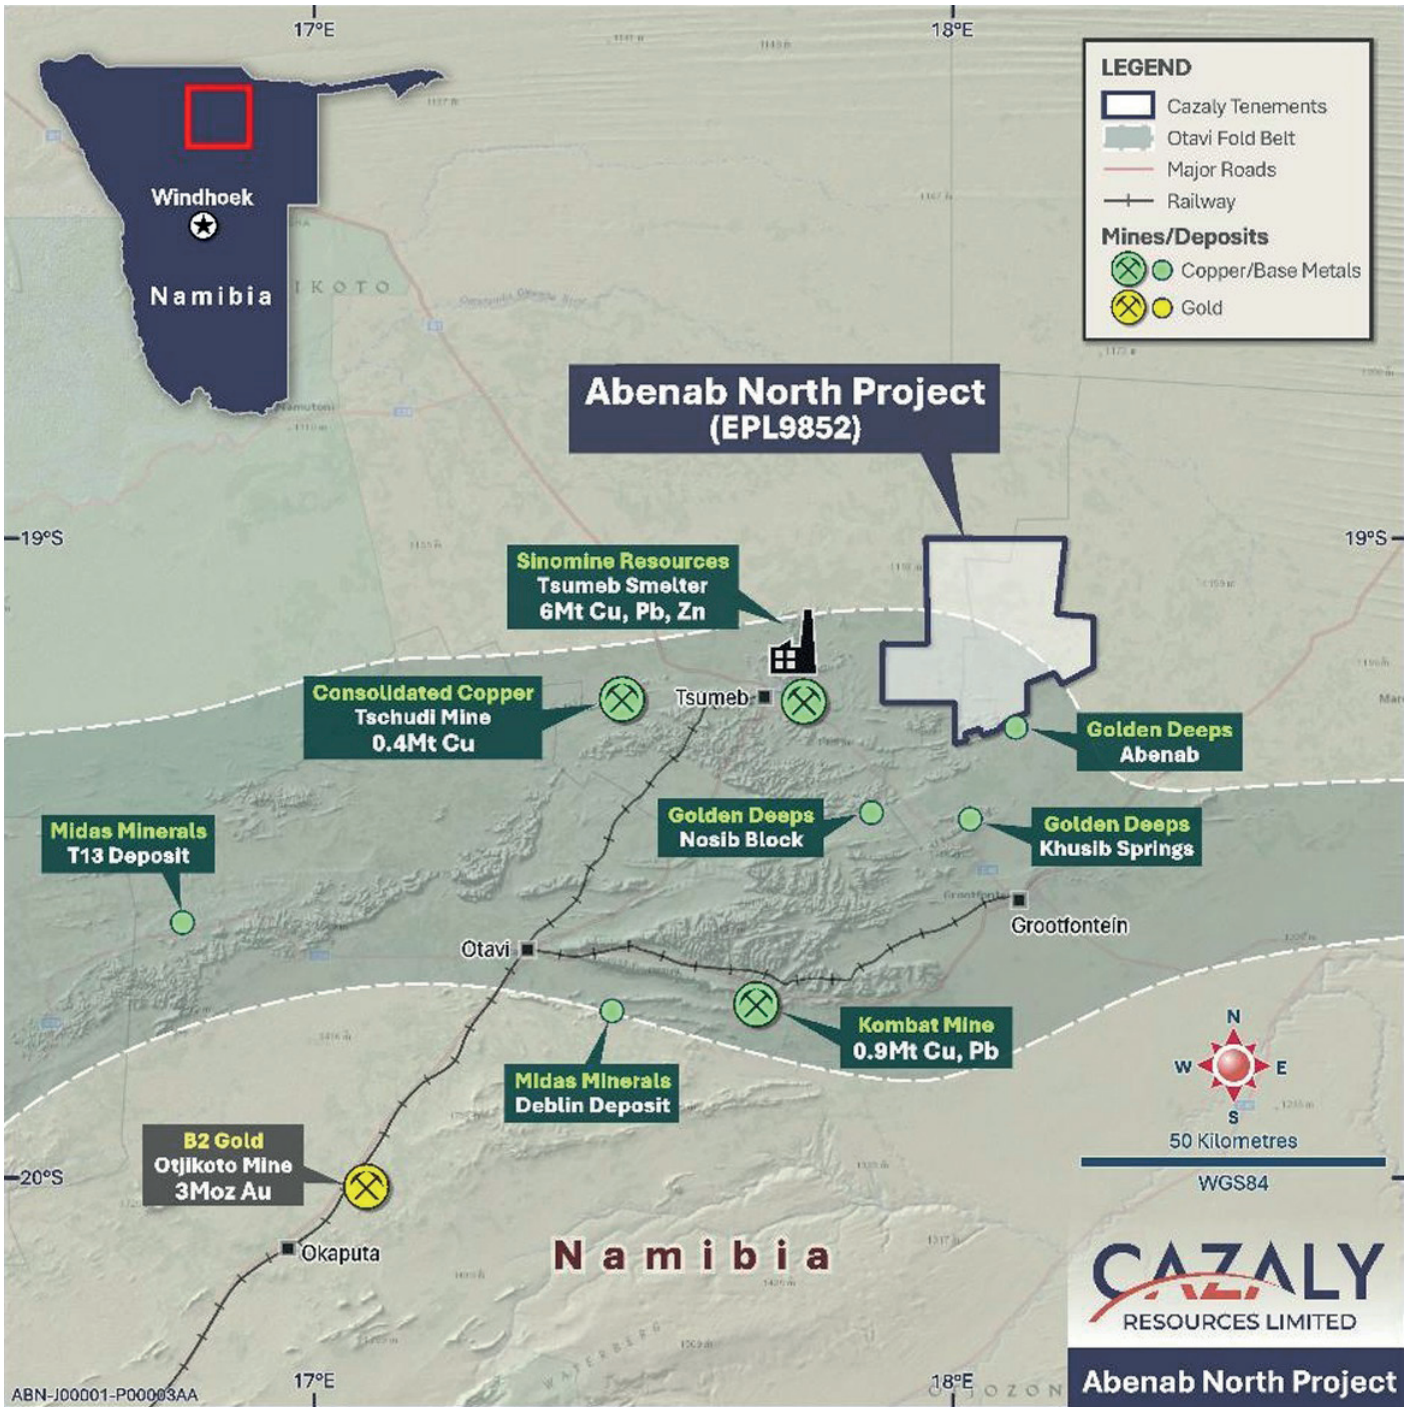 17°E
18°E
LEGEND
Cazaly Tenements
Otavi Fold Belt
Major Roads
Railway
Mines/Deposits
Copper/Base Metals
Gold
Windhoek
Namibia
IKOTO
Namutoni
Abenab North Project
(EPL9852)
19°S
19°S
Sinomine Resources
Tsumeb Smelter
6Mt Cu, Pb, Zn
Consolidated Copper
Tschudi Mine
0.4Mt Cu
Tsumeb
Golden Deeps
Abenab
Golden Deeps
Nosib Block
Golden Deeps
Khusib Springs
Midas Minerals
T13 Deposit
Grootfontein
Otavi
Kombat Mine
0.9Mt Cu, Pb
Midas Minerals
Deblin Deposit
B2 Gold
Otjikoto Mine
3Moz Au
Okaputa
20°S
N
W
E
S
50 Kilometres
WGS84
Namibia
WATERBERG
CAZALY
RESOURCES LIMITED
Abenab North Project
ABN-J00001-P00003AA
17°E
18°E